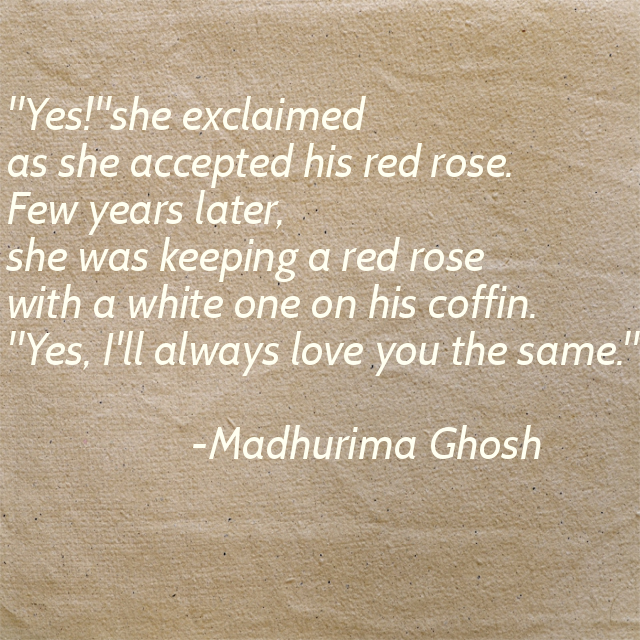 "Yes!"she exclaimed
as she accepted his red rose.
Few years later,
she was keeping a red rose
with a white one on his coffin.
"Yes, I'll always love you the same."
-Madhurima Ghosh